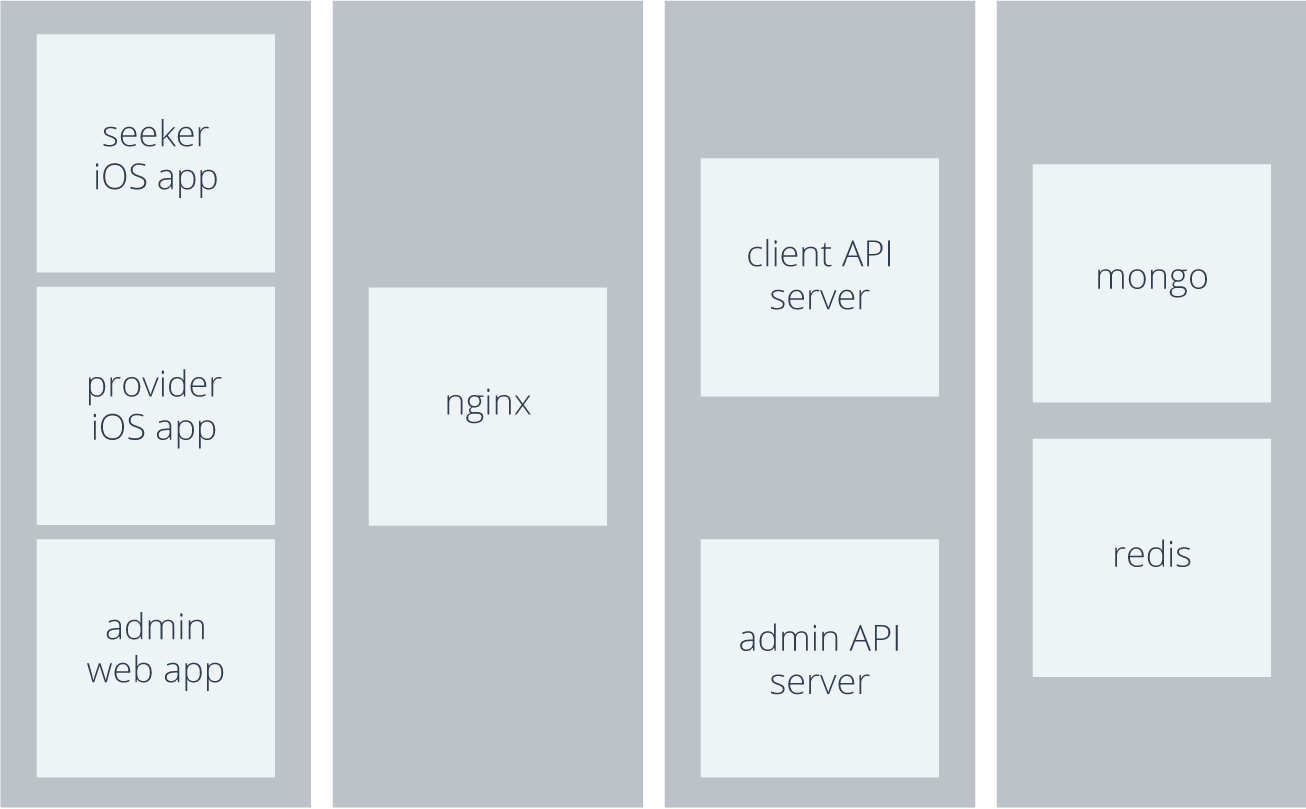 seeker
iOS app
provider
iOS app
admin
web app
nginx
client API
server
admin API
server
mongo
redis